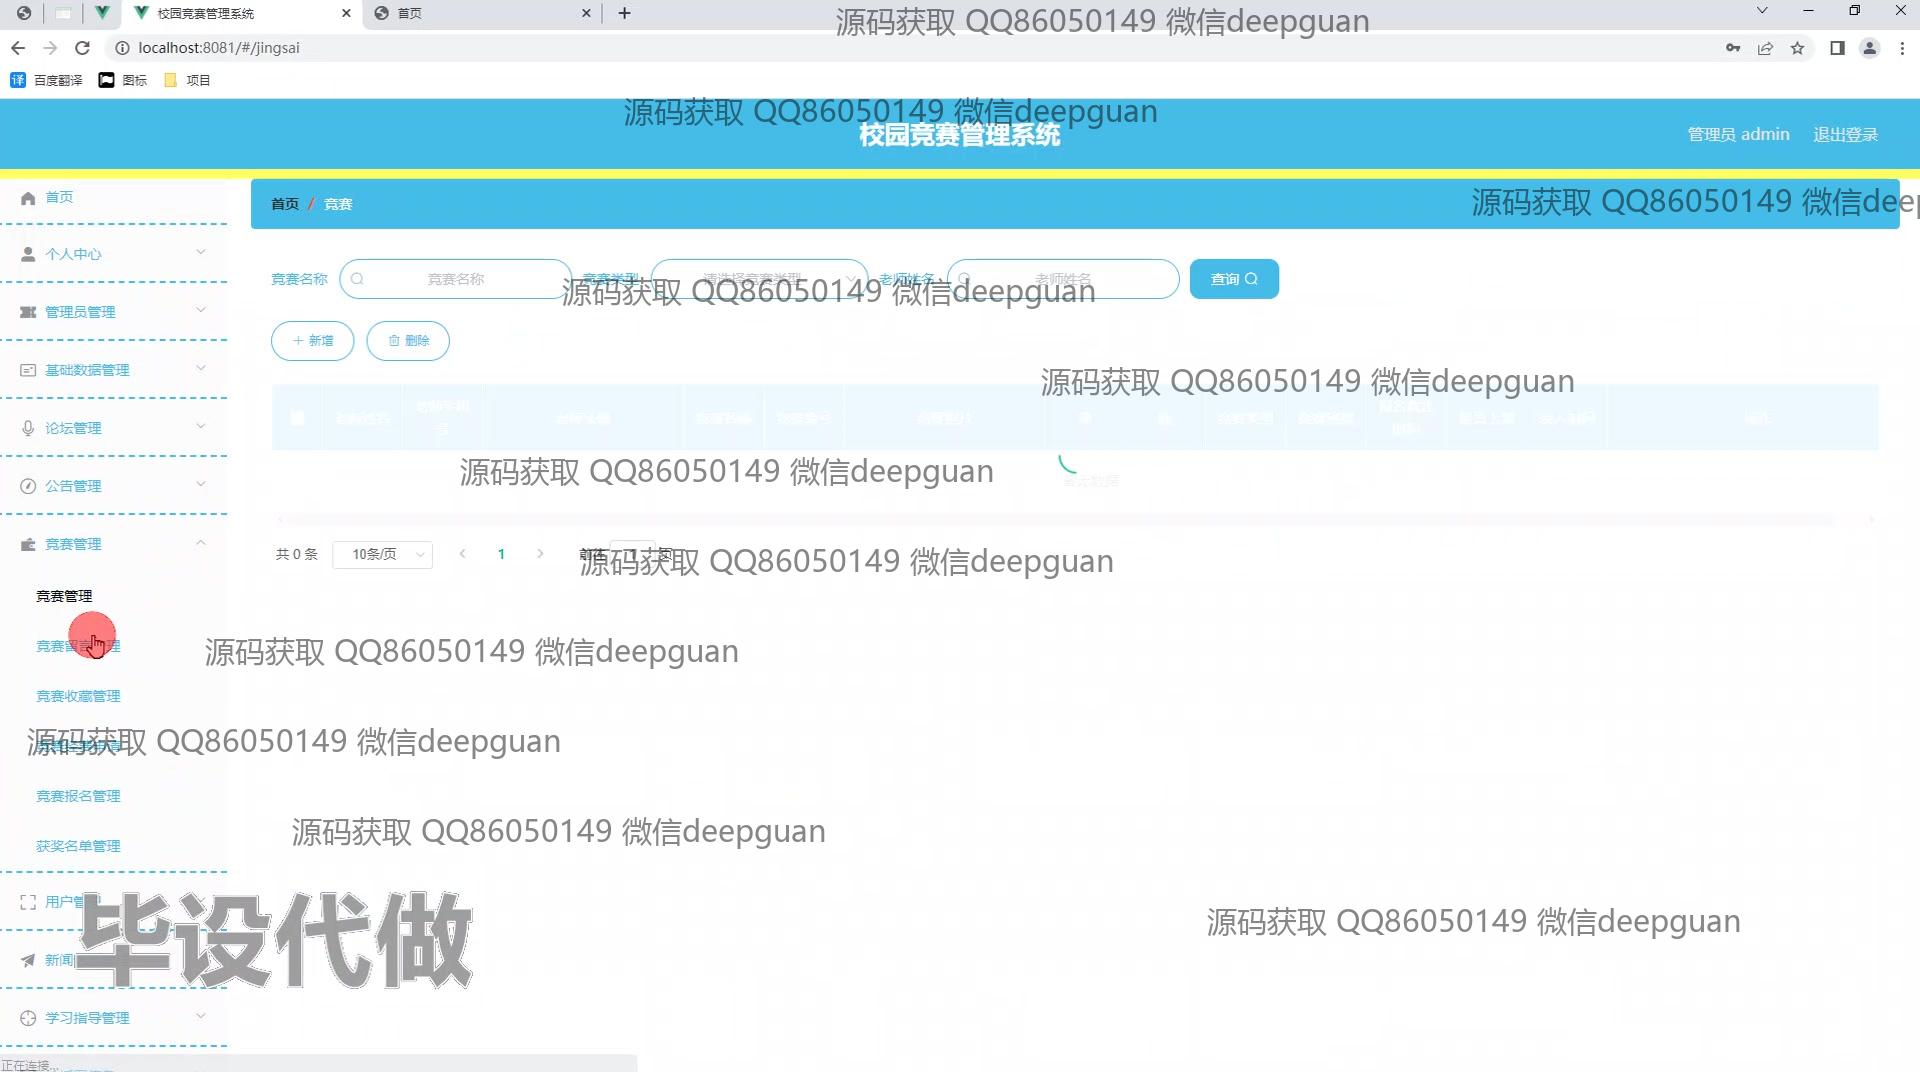 校园竞赛管理系统
首页
源码获取 QQ86050149 微信deepguan
localhost:8081/#/jingsai
译 百度翻译 图标 项目
源码获取 QQ86050149 微信deepguan
校园竞赛管理系统
管理员 admin 退出登录
首页
首页 / 竞赛
源码获取 QQ86050149 微信deep
个人中心
竞赛名称 竞赛名称 竞赛类型 请选择竞赛类型 老师姓名 老师姓名 查询
源码获取 QQ86050149 微信deepguan
管理员管理
+ 新增 删除
基础数据管理
源码获取 QQ86050149 微信deepguan
论坛管理
源码获取 QQ86050149 微信deepguan
暂无数据
公告管理
竞赛管理
共 0 条 10条/页 1 前往 1 页
源码获取 QQ86050149 微信deepguan
竞赛管理
竞赛留言管理
源码获取 QQ86050149 微信deepguan
竞赛收藏管理
源码获取 QQ86050149 微信deepguan
竞赛报名管理
源码获取 QQ86050149 微信deepguan
获奖名单管理
用户管
毕设代做
源码获取 QQ86050149 微信deepguan
新闻
学习指导管理
正在连接...